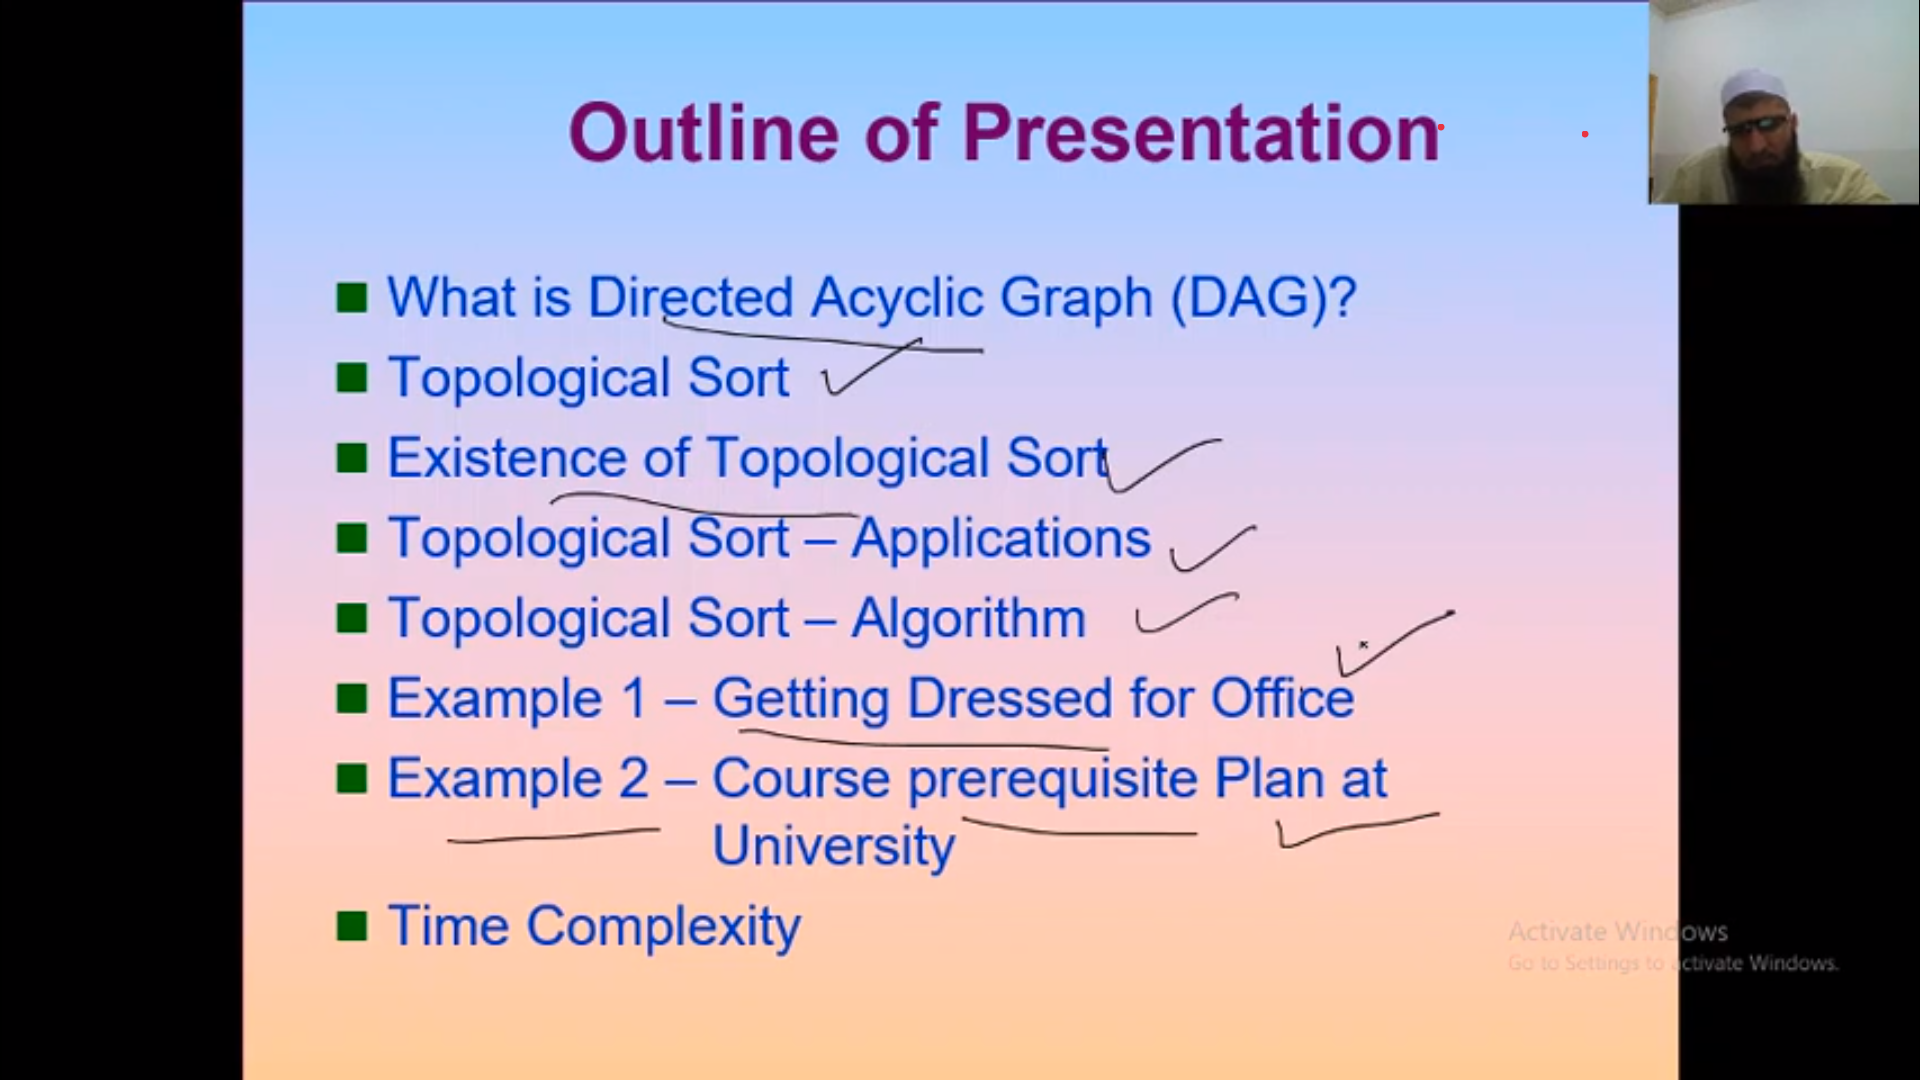 Outline of Presentation
What is Directed Acyclic Graph (DAG)?
Topological Sort
Existence of Topological Sort
Topological Sort – Applications
Topological Sort – Algorithm
Example 1 – Getting Dressed for Office
Example 2 – Course prerequisite Plan at
University
Time Complexity
Activate Windows
Go to Settings to activate Windows.